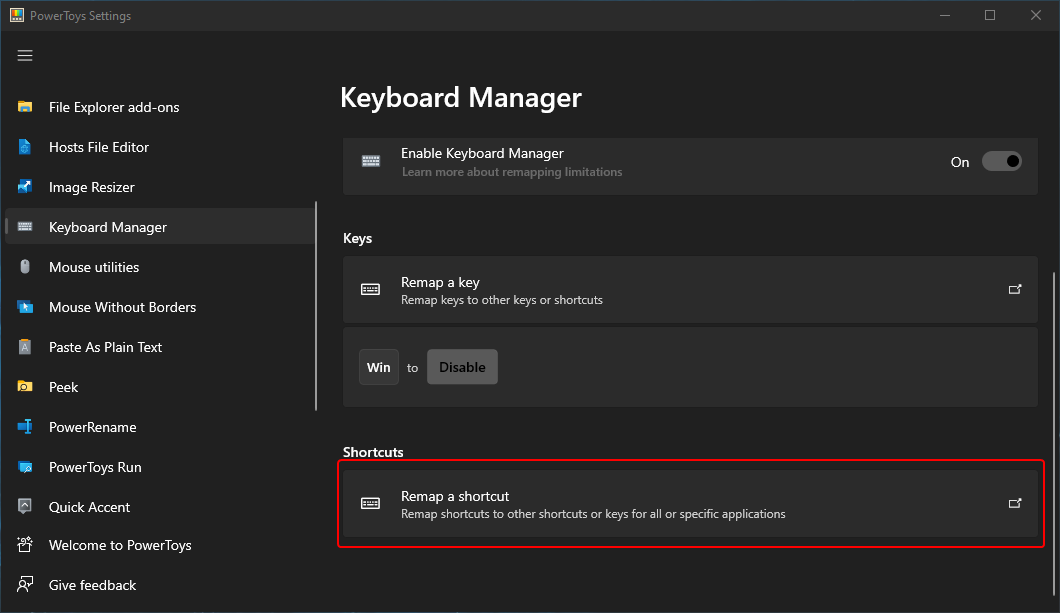 PowerToys Settings
File Explorer add-ons
Hosts File Editor
Image Resizer
Keyboard Manager
Mouse utilities
Mouse Without Borders
Paste As Plain Text
Peek
PowerRename
PowerToys Run
Quick Accent
Welcome to PowerToys
Give feedback
Keyboard Manager
Enable Keyboard Manager
Learn more about remapping limitations
On
Keys
Remap a key
Remap keys to other keys or shortcuts
Win to Disable
Shortcuts
Remap a shortcut
Remap shortcuts to other shortcuts or keys for all or specific applications